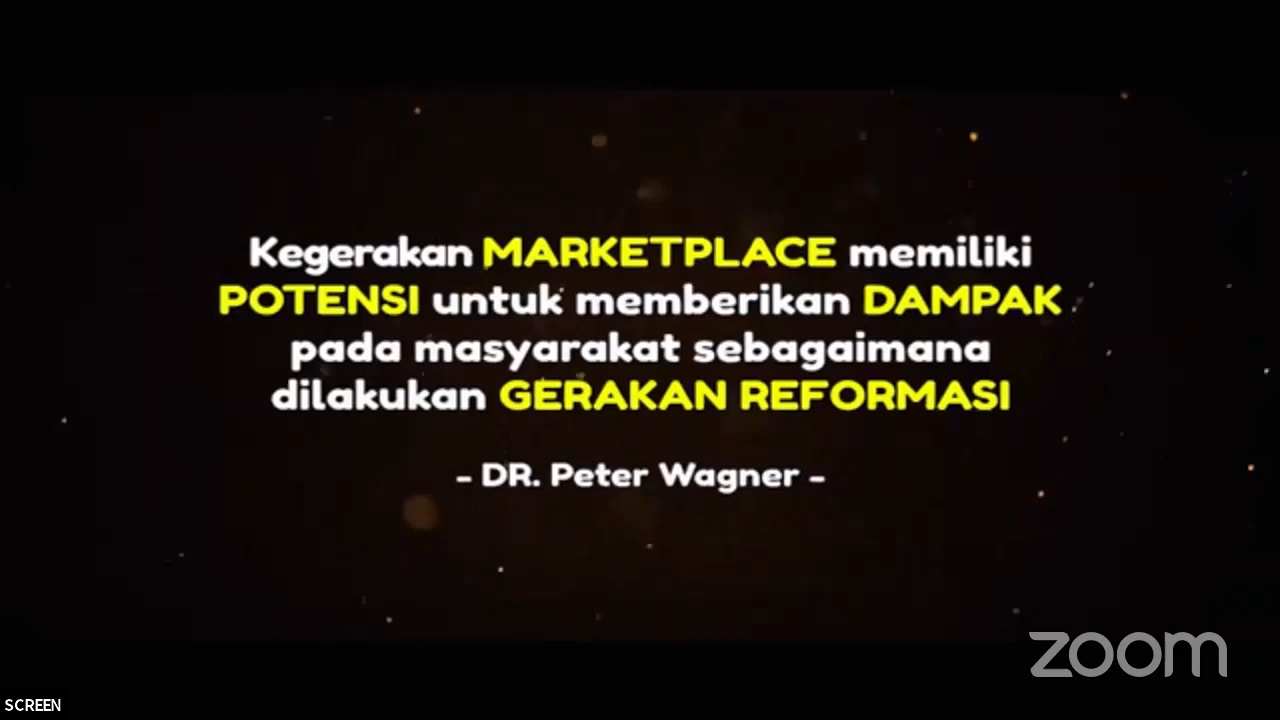 Kegerakan MARKETPLACE memiliki
POTENSI untuk memberikan DAMPAK
pada masyarakat sebagaimana
dilakukan GERAKAN REFORMASI
- DR. Peter Wagner -
zoom
SCREEN